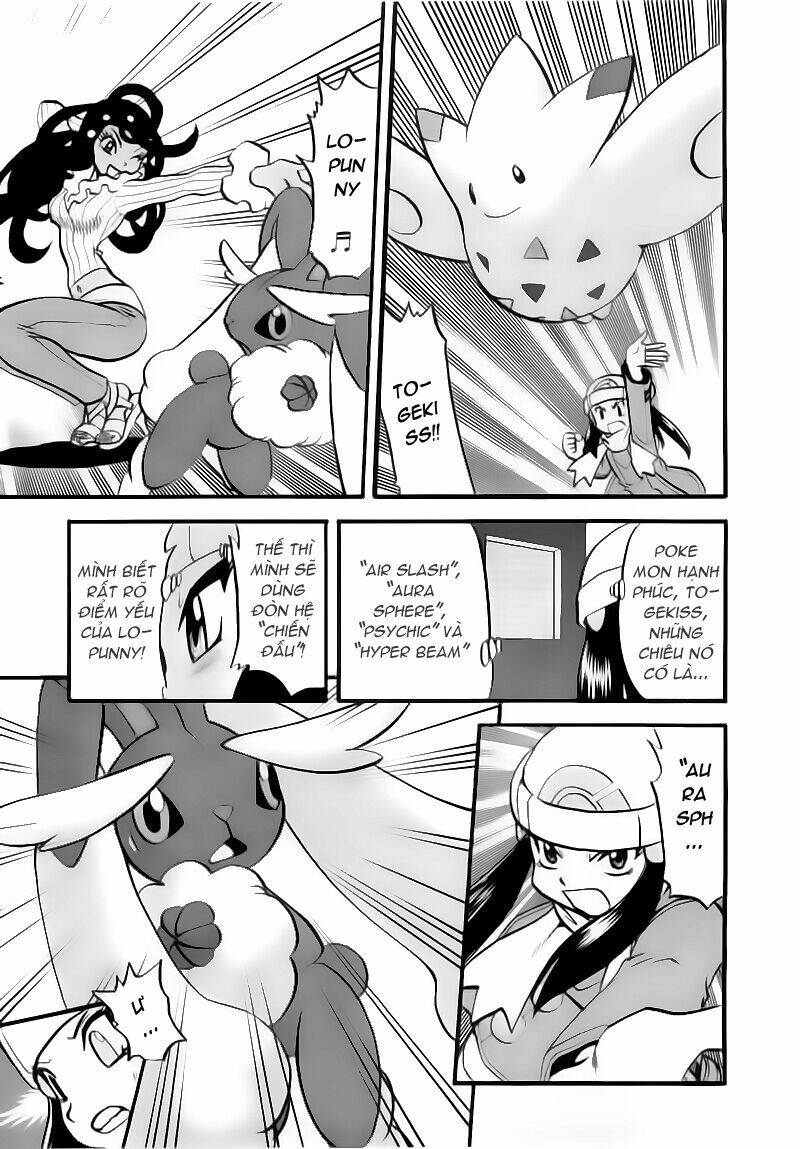 TO-
GEKI
SS!!
LO-
PUN
NY
POKE
MON HẠNH
PHÚC, TO-
GEKISS,
NHỮNG
CHIÊU NÓ
CÓ LÀ...
"AIR SLASH",
"AURA
SPHERE",
"PSYCHIC" VÀ
"HYPER BEAM"
THẾ THÌ
MÌNH SẼ
DÙNG
ĐÒN HỆ
"CHIẾN
ĐẤU"!
MÌNH BIẾT
RẤT RÕ
ĐIỂM YẾU
CỦA LO-
PUNNY!
"AU
RA
SPH
...
Ư
...